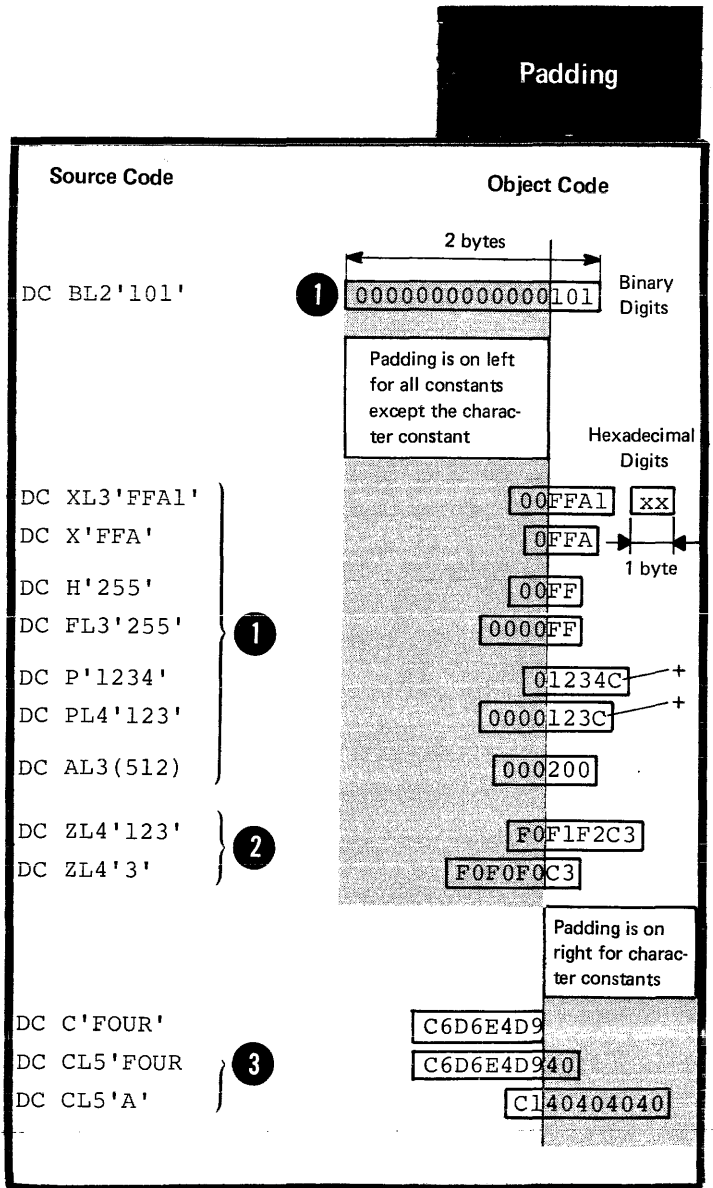 Padding
Source Code
Object Code
2 bytes
DC BL2'101'
1
0000000000000101
Binary
Digits
Padding is on left
for all constants
except the charac-
ter constant
Hexadecimal
Digits
DC XL3'FFA1'
00FFA1
xx
DC X'FFA'
0FFA
1 byte
DC H'255'
00FF
DC FL3'255'
1
0000FF
DC P'1234'
01234C
+
DC PL4'123'
0000123C
+
DC AL3(512)
000200
DC ZL4'123'
2
F0F1F2C3
DC ZL4'3'
F0F0F0C3
Padding is on
right for charac-
ter constants
DC C'FOUR'
C6D6E4D9
DC CL5'FOUR
3
C6D6E4D940
DC CL5'A'
C140404040